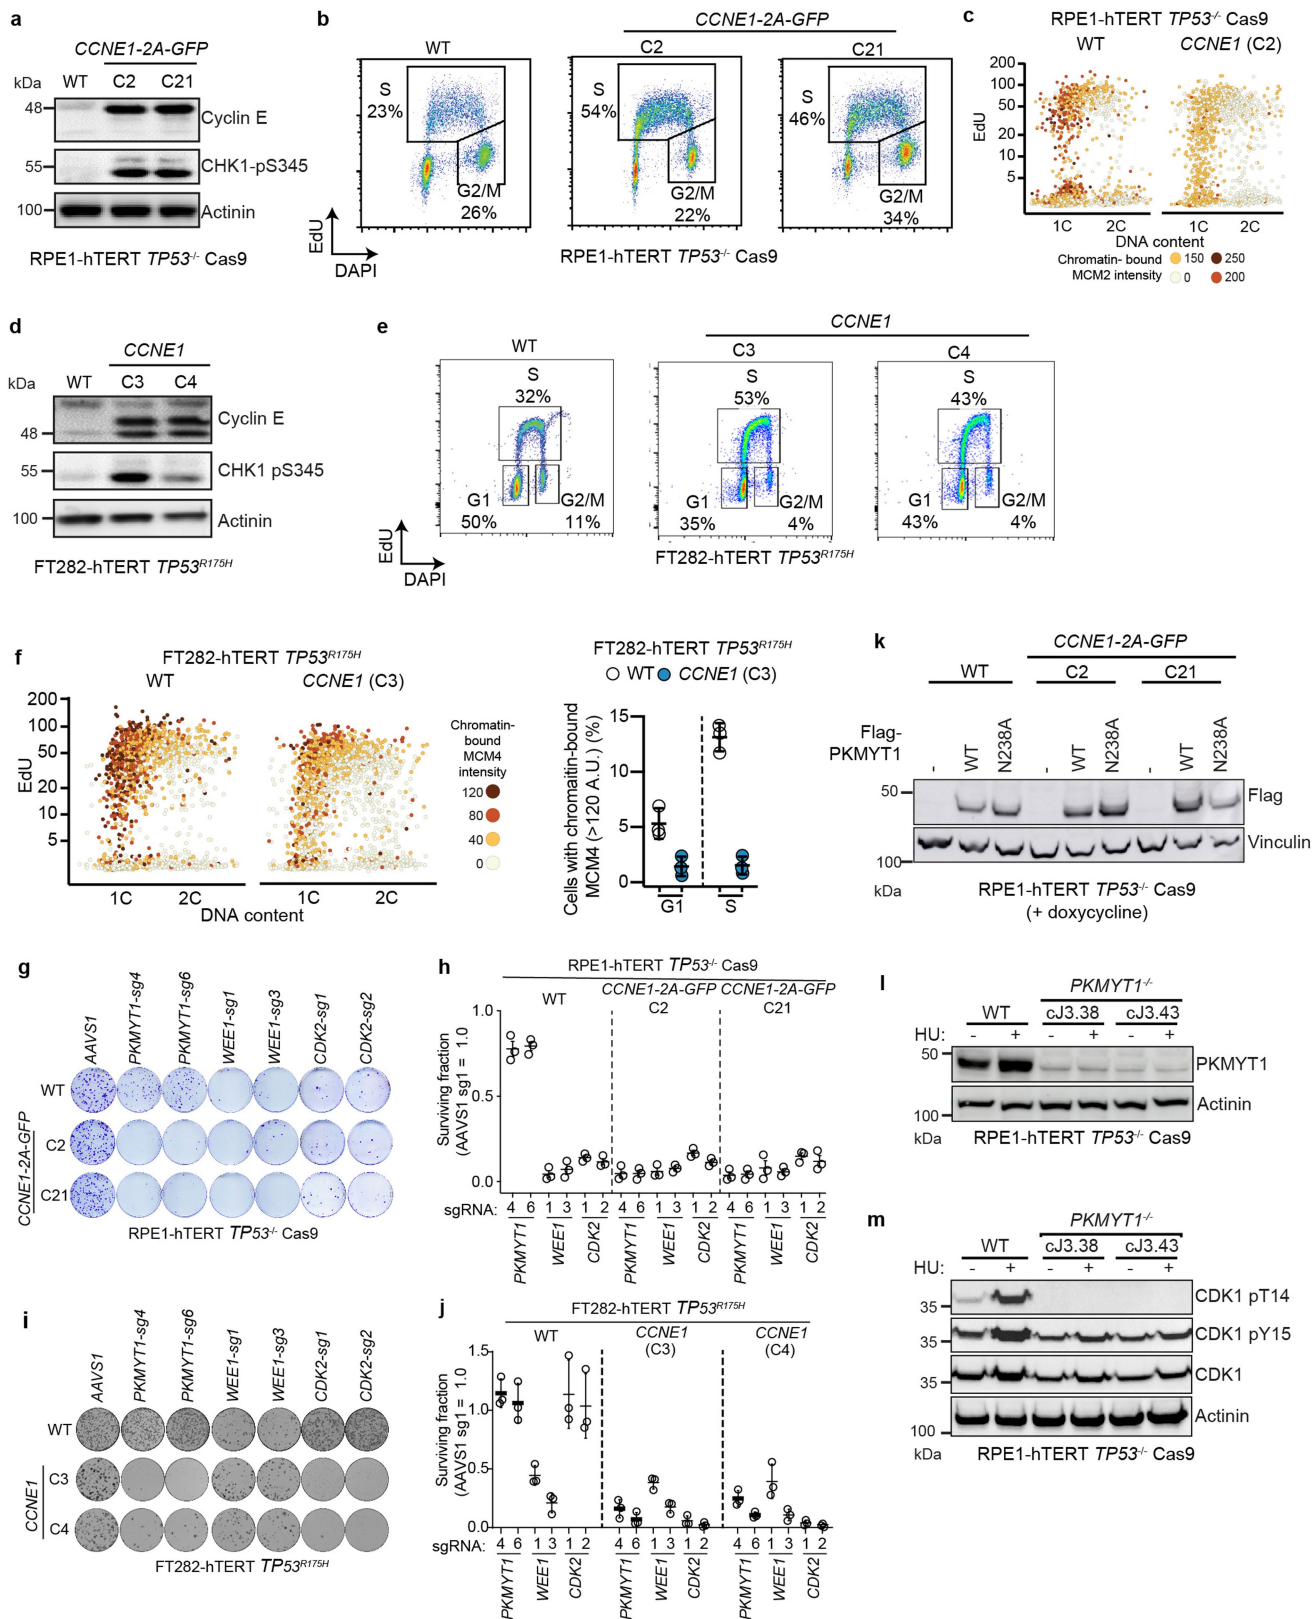 a
CCNE1-2A-GFP
kDa WT C2 C21
48 Cyclin E
55 CHK1-pS345
100 Actinin
RPE1-hTERT TP53-/- Cas9
b
CCNE1-2A-GFP
WT C2 C21
S
23%
G2/M
26%
S
54%
G2/M
22%
S
46%
G2/M
34%
EdU
DAPI
RPE1-hTERT TP53-/- Cas9
c
RPE1-hTERT TP53-/- Cas9
WT CCNE1 (C2)
EdU
200
100
50
20
10
5
1C 2C 1C 2C
DNA content
Chromatin- bound
MCM2 intensity
150 250
0 200
d
CCNE1
kDa WT C3 C4
Cyclin E
48
55 CHK1 pS345
100 Actinin
FT282-hTERT TP53R175H
e
CCNE1
WT C3 C4
S
32%
G1
50%
G2/M
11%
S
53%
G1
35%
G2/M
4%
S
43%
G1
43%
G2/M
4%
EdU
DAPI
FT282-hTERT TP53R175H
f
FT282-hTERT TP53R175H
WT CCNE1 (C3)
EdU
200
100
50
20
10
5
1C 2C 1C 2C
DNA content
Chromatin-
bound
MCM4
intensity
120
80
40
0
FT282-hTERT TP53R175H
WT CCNE1 (C3)
Cells with chromaitin-bound
MCM4 (>120 A.U.) (%)
15
10
5
0
G1 S
k
CCNE1-2A-GFP
WT C2 C21
Flag-
PKMYT1
- WT N238A - WT N238A - WT N238A
50 Flag
Vinculin
100
kDa
RPE1-hTERT TP53-/- Cas9
(+ doxycycline)
g
AAVS1 PKMYT1-sg4 PKMYT1-sg6 WEE1-sg1 WEE1-sg3 CDK2-sg1 CDK2-sg2
WT
CCNE1-2A-GFP
C2
C21
RPE1-hTERT TP53-/- Cas9
h
RPE1-hTERT TP53-/- Cas9
WT CCNE1-2A-GFP CCNE1-2A-GFP
C2 C21
Surviving fraction
(AAVS1 sg1 = 1.0
1.0
0.5
0.0
sgRNA: 4 6 1 3 1 2 4 6 1 3 1 2 4 6 1 3 1 2
PKMYT1 WEE1 CDK2 PKMYT1 WEE1 CDK2 PKMYT1 WEE1 CDK2
l
PKMYT1-/-
WT cJ3.38 cJ3.43
HU: - + - + - +
50 PKMYT1
Actinin
100
kDa RPE1-hTERT TP53-/- Cas9
i
AAVS1 PKMYT1-sg4 PKMYT1-sg6 WEE1-sg1 WEE1-sg3 CDK2-sg1 CDK2-sg2
WT
CCNE1
C3
C4
FT282-hTERT TP53R175H
j
FT282-hTERT TP53R175H
WT CCNE1 CCNE1
(C3) (C4)
Surviving fraction
(AAVS1 sg1 = 1.0
1.5
1.0
0.5
0.0
sgRNA: 4 6 1 3 1 2 4 6 1 3 1 2 4 6 1 3 1 2
PKMYT1 WEE1 CDK2 PKMYT1 WEE1 CDK2 PKMYT1 WEE1 CDK2
m
PKMYT1-/-
WT cJ3.38 cJ3.43
HU: - + - + - +
CDK1 pT14
35
CDK1 pY15
35
CDK1
35
Actinin
100
kDa RPE1-hTERT TP53-/- Cas9